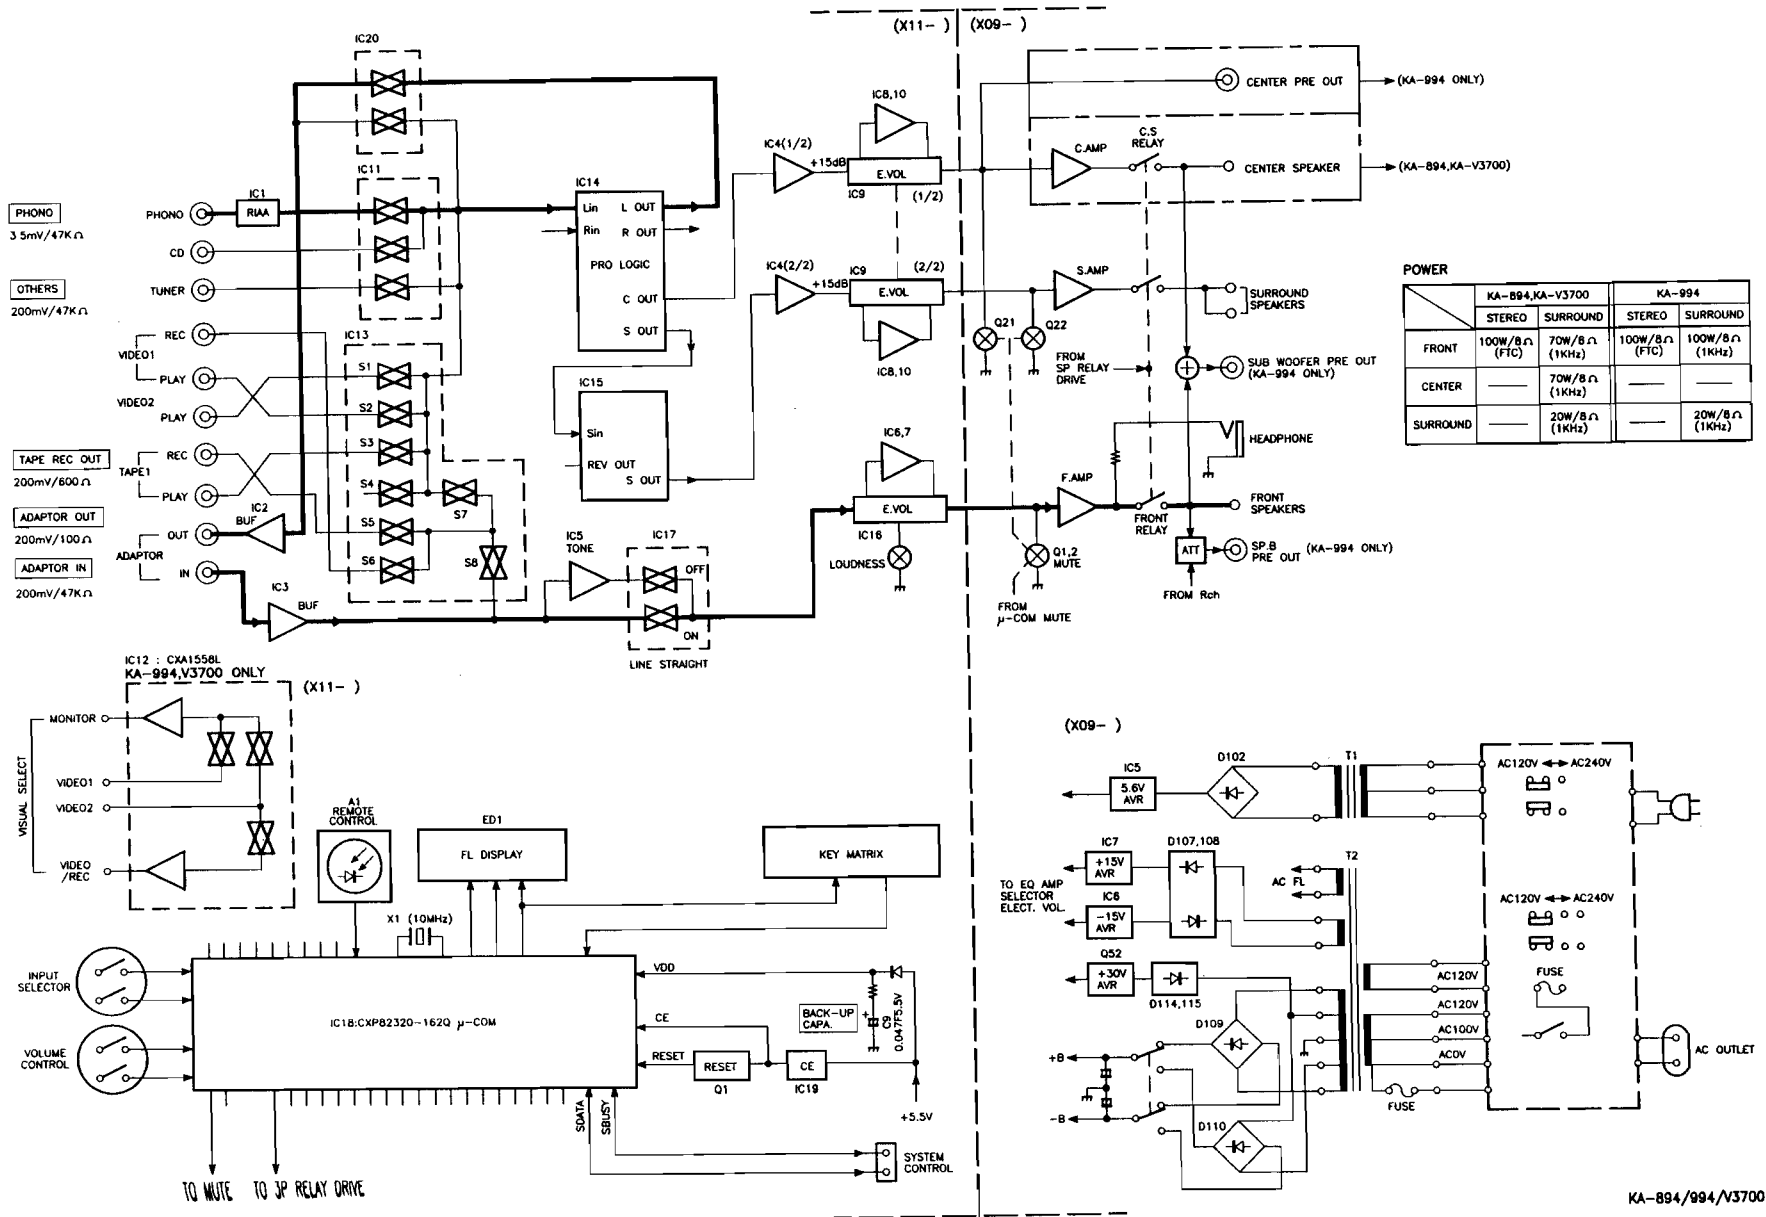 (X11- ) (X09- )
IC20
IC8,10
CENTER PRE OUT
(KA-994 ONLY)
IC4(1/2)
+15dB
E.VOL
IC9
(1/2)
C.AMP
C.S
RELAY
CENTER SPEAKER
(KA-894,KA-V3700)
IC11
IC14
PHONO
3.5mV/47KΩ
PHONO
IC1
RIAA
Lin
L OUT
Rin
R OUT
CD
PRO LOGIC
OTHERS
200mV/47KΩ
TUNER
C OUT
S OUT
IC4(2/2)
+15dB
IC9
(2/2)
E.VOL
IC8,10
S.AMP
SURROUND
SPEAKERS
Q21
Q22
POWER
KA-894,KA-V3700
KA-994
STEREO
SURROUND
STEREO
SURROUND
FRONT
100W/8Ω
(FTC)
70W/8Ω
(1KHz)
100W/8Ω
(FTC)
100W/8Ω
(1KHz)
CENTER
70W/8Ω
(1KHz)
SURROUND
20W/8Ω
(1KHz)
20W/8Ω
(1KHz)
REC
VIDEO1
PLAY
VIDEO2
PLAY
IC13
S1
S2
S3
S4
S5
S6
S7
S8
IC15
Sin
REV OUT
S OUT
FROM
SP RELAY
DRIVE
SUB WOOFER PRE OUT
(KA-994 ONLY)
TAPE REC OUT
200mV/600Ω
REC
TAPE1
PLAY
ADAPTOR OUT
200mV/100Ω
OUT
BUF
IC2
ADAPTOR
ADAPTOR IN
200mV/47KΩ
IN
IC3
BUF
IC5
TONE
IC17
OFF
ON
LINE STRAIGHT
IC6,7
E.VOL
IC16
LOUDNESS
F.AMP
HEADPHONE
FRONT
RELAY
FRONT
SPEAKERS
Q1,2
MUTE
ATT
SP.B
PRE OUT (KA-994 ONLY)
FROM Rch
FROM
μ-COM MUTE
IC12 : CXA1558L
KA-994,V3700 ONLY
(X11- )
VISUAL SELECT
MONITOR
VIDEO1
VIDEO2
VIDEO
/REC
A1
REMOTE
CONTROL
ED1
FL DISPLAY
KEY MATRIX
X1 (10MHz)
INPUT
SELECTOR
VOLUME
CONTROL
IC18:CXP82320-162Q μ-COM
VDD
CE
RESET
RESET
Q1
CE
IC19
BACK-UP
CAPA.
+
C9
0.047F5.5V
+5.5V
SDATA
SBUSY
SYSTEM
CONTROL
TO MUTE
TO JP RELAY DRIVE
(X09- )
IC5
5.6V
AVR
D102
T1
AC120V
AC240V
IC7
+15V
AVR
D107,108
T2
AC FL
TO EQ AMP
SELECTOR
ELECT. VOL.
IC6
-15V
AVR
AC120V
AC240V
Q52
+30V
AVR
D114,115
AC120V
FUSE
AC120V
D109
AC100V
+B
AC0V
AC OUTLET
-B
D110
FUSE
KA-894/994/V3700